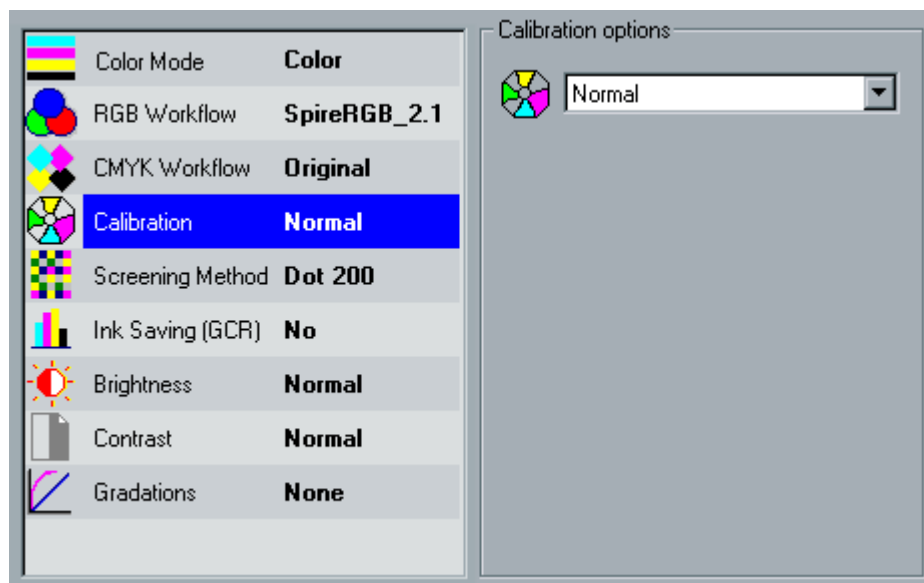 Color Mode Color
RGB Workflow SpireRGB_2.1
CMYK Workflow Original
Calibration Normal
Screening Method Dot 200
Ink Saving (GCR) No
Brightness Normal
Contrast Normal
Gradations None
Calibration options
Normal